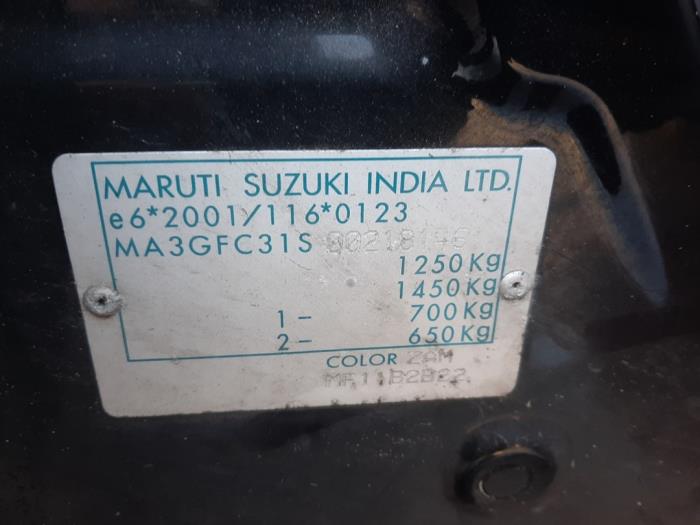 MARUTI SUZUKI INDIA LTD.
e6*2001/116*0123
MA3GFC31S
1250Kg
1450Kg
1– 700Kg
2– 650Kg
COLOR ZAM